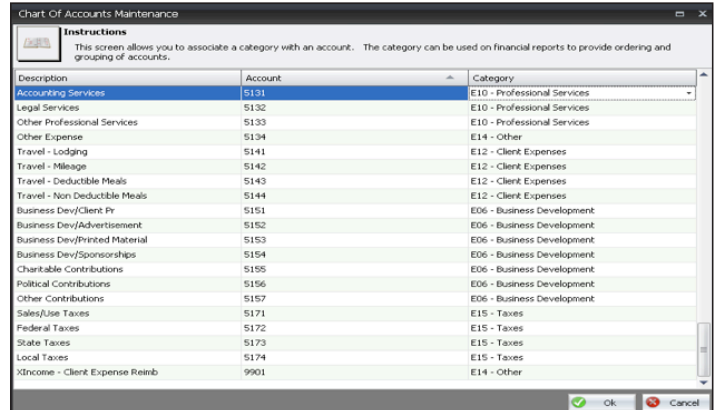 Chart Of Accounts Maintenance
Instructions
This screen allows you to associate a category with an account. The category can be used on financial reports to provide ordering and
grouping of accounts.
Description Account Category
Accounting Services 5131 E10 - Professional Services
Legal Services 5132 E10 - Professional Services
Other Professional Services 5133 E10 - Professional Services
Other Expense 5134 E14 - Other
Travel - Lodging 5141 E12 - Client Expenses
Travel - Mileage 5142 E12 - Client Expenses
Travel - Deductible Meals 5143 E12 - Client Expenses
Travel - Non Deductible Meals 5144 E12 - Client Expenses
Business Dev/Client Pr 5151 E06 - Business Development
Business Dev/Advertisement 5152 E06 - Business Development
Business Dev/Printed Material 5153 E06 - Business Development
Business Dev/Sponsorships 5154 E06 - Business Development
Charitable Contributions 5155 E06 - Business Development
Political Contributions 5156 E06 - Business Development
Other Contributions 5157 E06 - Business Development
Sales/Use Taxes 5171 E15 - Taxes
Federal Taxes 5172 E15 - Taxes
State Taxes 5173 E15 - Taxes
Local Taxes 5174 E15 - Taxes
XIncome - Client Expense Reimb 9901 E14 - Other
Ok Cancel